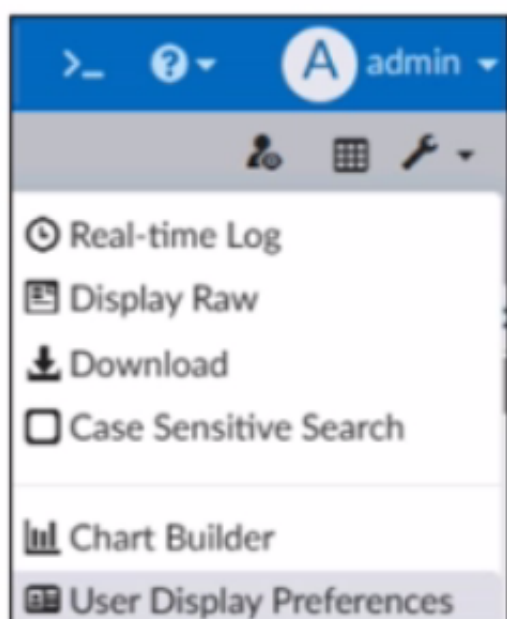 >_ ? A admin
Real-time Log
Display Raw
Download
Case Sensitive Search
Chart Builder
User Display Preferences